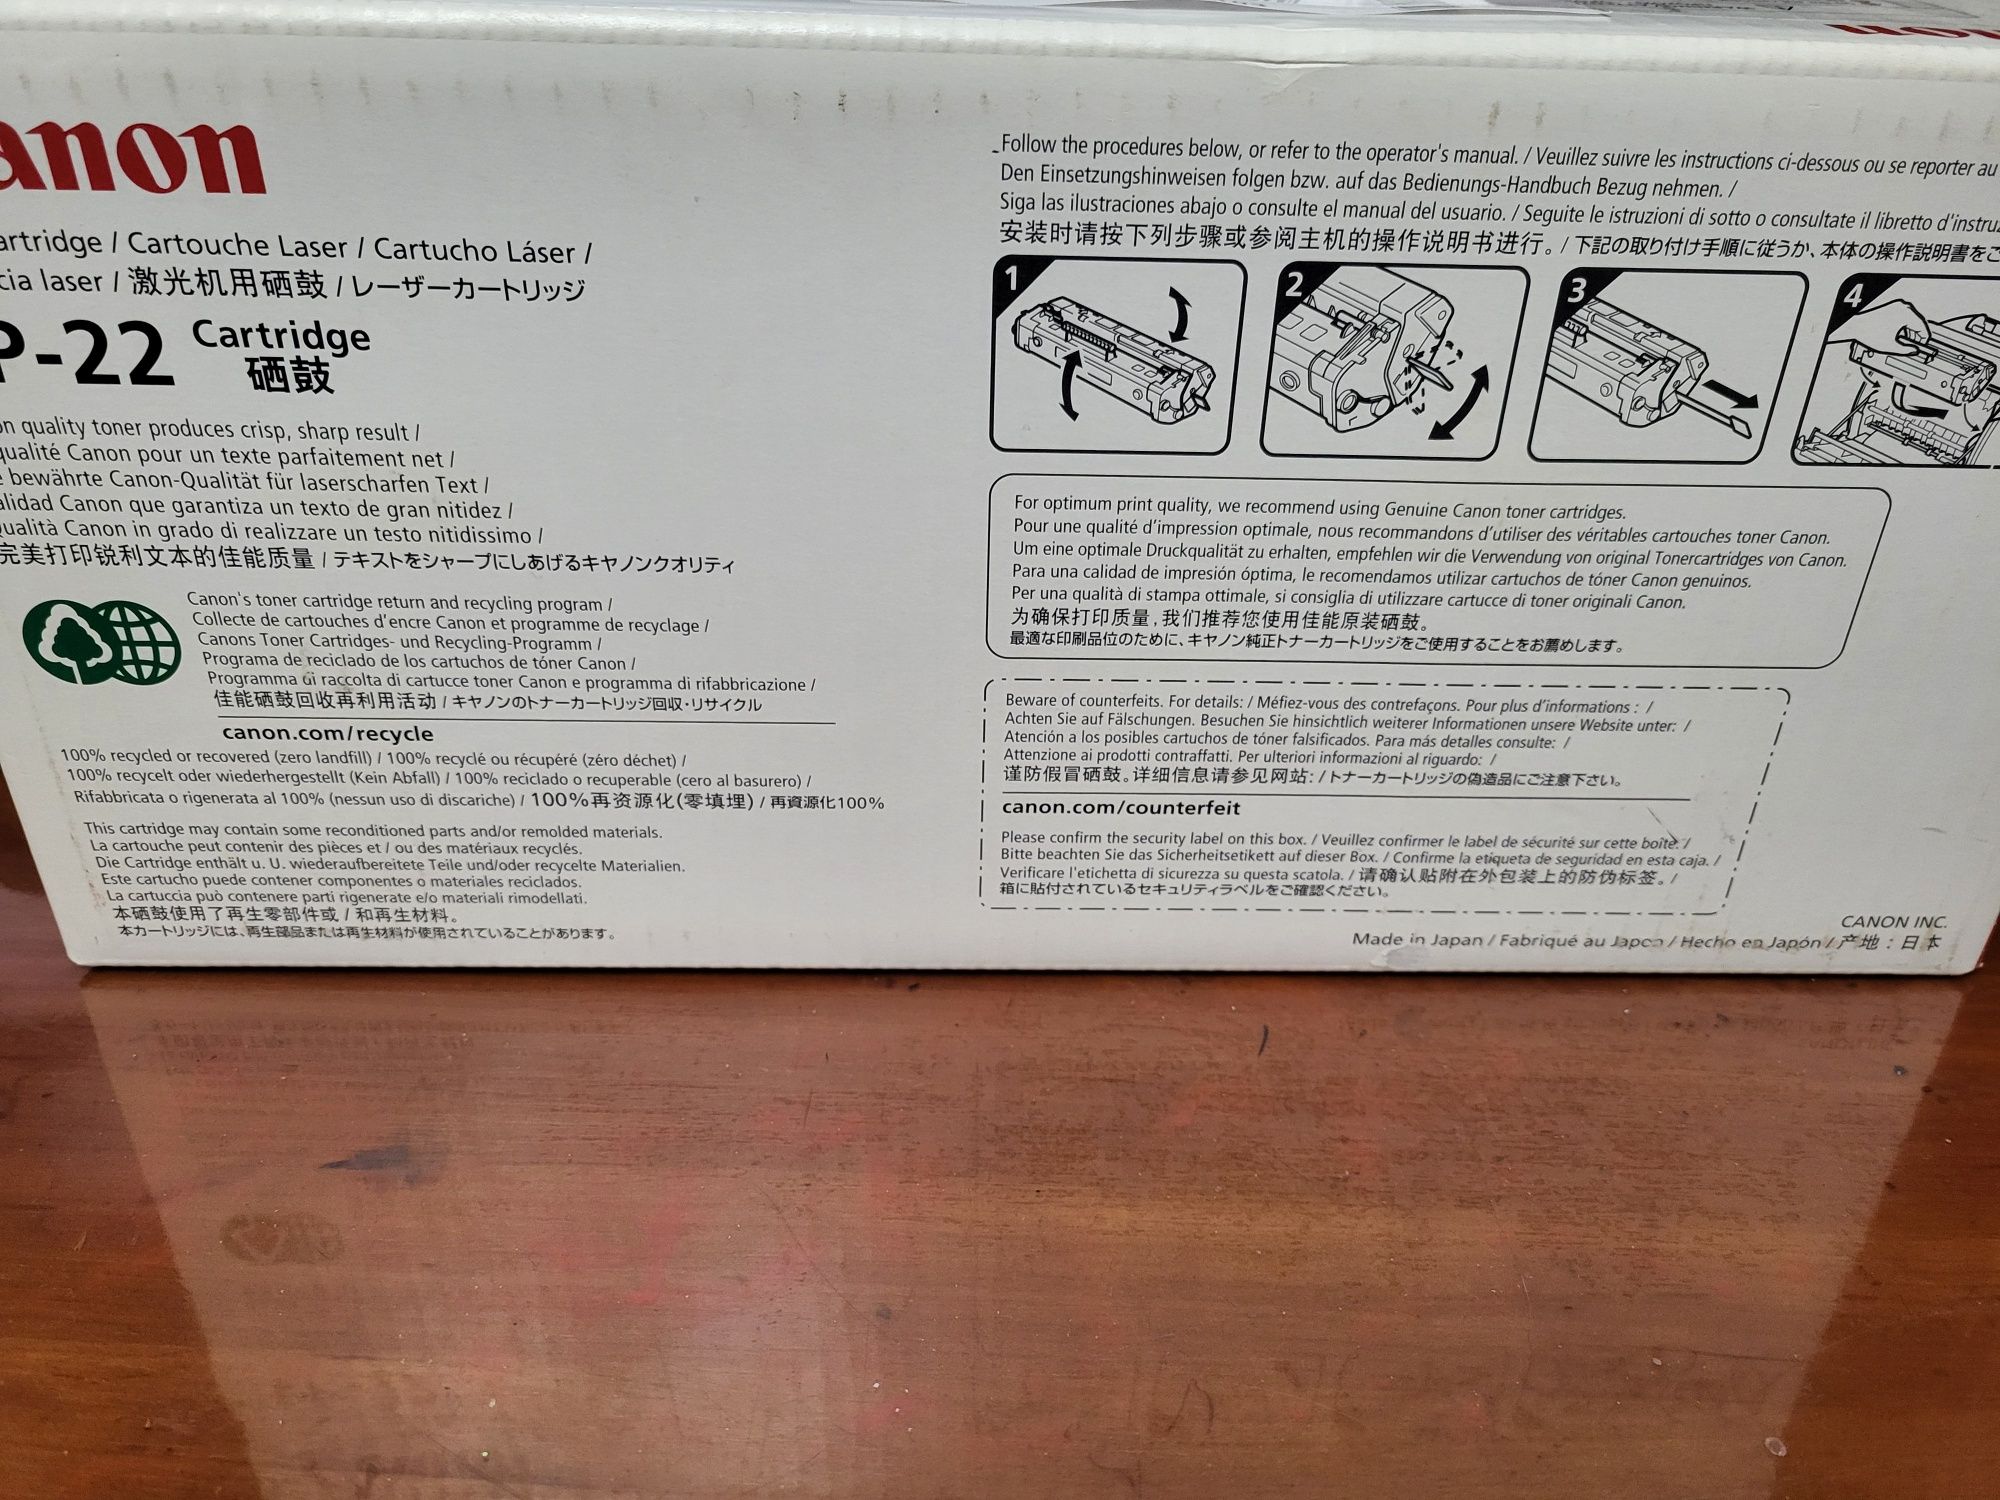 anon
artridge / Cartouche Laser / Cartucho Láser /
cia laser / 激光机用硒鼓 / レーザーカートリッジ
P-22 Cartridge
硒鼓
on quality toner produces crisp, sharp result /
qualité Canon pour un texte parfaitement net /
e bewährte Canon-Qualität für laserscharfen Text /
alidad Canon que garantiza un texto de gran nitidez /
qualità Canon in grado di realizzare un testo nitidissimo /
完美打印锐利文本的佳能质量 / テキストをシャープにしあげるキヤノンクオリティ
Canon's toner cartridge return and recycling program /
Collecte de cartouches d'encre Canon et programme de recyclage /
Canons Toner Cartridges- und Recycling-Programm /
Programa de reciclado de los cartuchos de tóner Canon /
Programma di raccolta di cartucce toner Canon e programma di rifabbricazione /
佳能硒鼓回收再利用活动 / キヤノンのトナーカートリッジ回収・リサイクル
canon.com/recycle
100% recycled or recovered (zero landfill) / 100% recyclé ou récupéré (zéro déchet) /
100% recycelt oder wiederhergestellt (Kein Abfall) / 100% reciclado o recuperable (cero al basurero) /
Rifabbricata o rigenerata al 100% (nessun uso di discariche) / 100%再资源化(零填埋) / 再資源化100%
This cartridge may contain some reconditioned parts and/or remolded materials.
La cartouche peut contenir des pièces et / ou des matériaux recyclés.
Die Cartridge enthält u. U. wiederaufbereitete Teile und/oder recycelte Materialien.
Este cartucho puede contener componentes o materiales reciclados.
La cartuccia può contenere parti rigenerate e/o materiali rimodellati.
本硒鼓使用了再生零部件或 / 和再生材料。
本カートリッジには、再生部品または再生材料が使用されていることがあります。
Follow the procedures below, or refer to the operator's manual. / Veuillez suivre les instructions ci-dessous ou se reporter au
Den Einsetzungshinweisen folgen bzw. auf das Bedienungs-Handbuch Bezug nehmen. /
Siga las ilustraciones abajo o consulte el manual del usuario. / Seguite le istruzioni di sotto o consultate il libretto d'instruz
安装时请按下列步骤或参阅主机的操作说明书进行。/ 下記の取り付け手順に従うか、本体の操作説明書をご
1
2
3
4
For optimum print quality, we recommend using Genuine Canon toner cartridges.
Pour une qualité d'impression optimale, nous recommandons d'utiliser des véritables cartouches toner Canon.
Um eine optimale Druckqualität zu erhalten, empfehlen wir die Verwendung von original Tonercartridges von Canon.
Para una calidad de impresión óptima, le recomendamos utilizar cartuchos de tóner Canon genuinos.
Per una qualità di stampa ottimale, si consiglia di utilizzare cartucce di toner originali Canon.
为确保打印质量,我们推荐您使用佳能原装硒鼓。
最適な印刷品位のために、キヤノン純正トナーカートリッジをご使用することをお薦めします。
Beware of counterfeits. For details: / Méfiez-vous des contrefaçons. Pour plus d'informations : /
Achten Sie auf Fälschungen. Besuchen Sie hinsichtlich weiterer Informationen unsere Website unter: /
Atención a los posibles cartuchos de tóner falsificados. Para más detalles consulte: /
Attenzione ai prodotti contraffatti. Per ulteriori informazioni al riguardo: /
谨防假冒硒鼓。详细信息请参见网站: / トナーカートリッジの偽造品にご注意下さい。
canon.com/counterfeit
Please confirm the security label on this box. / Veuillez confirmer le label de sécurité sur cette boîte. /
Bitte beachten Sie das Sicherheitsetikett auf dieser Box. / Confirme la etiqueta de seguridad en esta caja. /
Verificare l'etichetta di sicurezza su questa scatola. / 请确认贴附在外包装上的防伪标签。/
箱に貼付されているセキュリティラベルをご確認ください。
CANON INC.
Made in Japan / Fabriqué au Japon / Hecho en Japón / 产地：日本